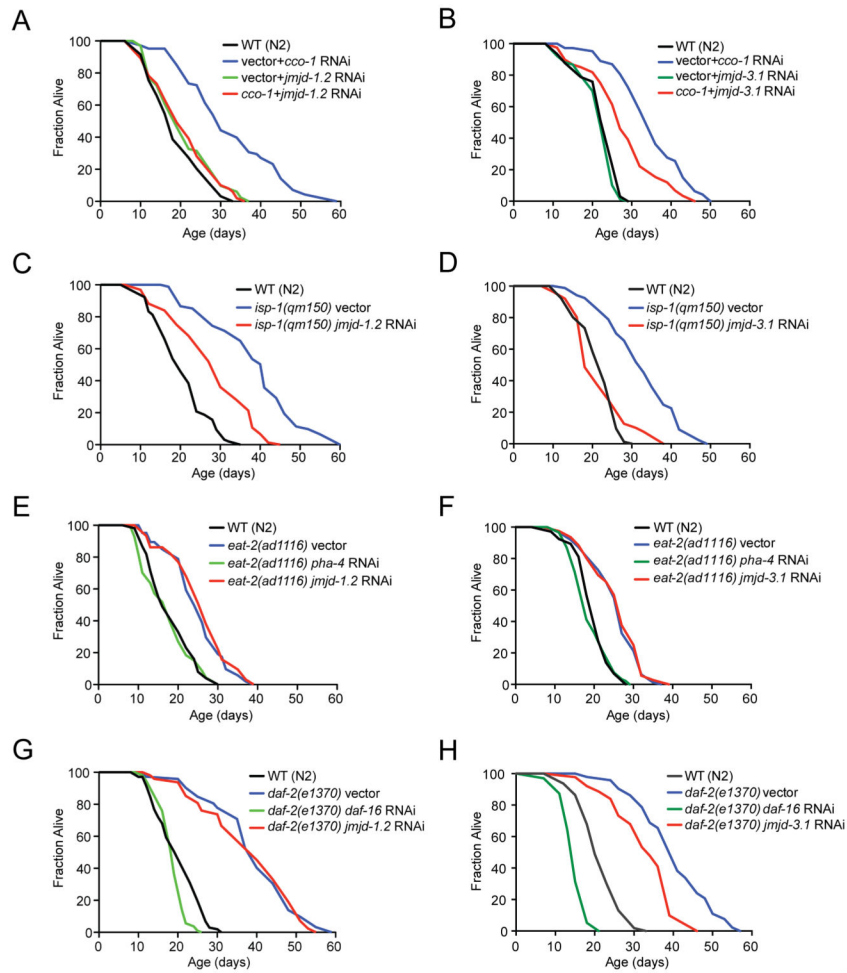 A
WT (N2)
vector+cco-1 RNAi
vector+jmjd-1.2 RNAi
cco-1+jmjd-1.2 RNAi
Fraction Alive
100
80
60
40
20
0
0 10 20 30 40 50 60
Age (days)
B
WT (N2)
vector+cco-1 RNAi
vector+jmjd-3.1 RNAi
cco-1+jmjd-3.1 RNAi
Fraction Alive
100
80
60
40
20
0
0 10 20 30 40 50 60
Age (days)
C
WT (N2)
isp-1(qm150) vector
isp-1(qm150) jmjd-1.2 RNAi
Fraction Alive
100
80
60
40
20
0
0 10 20 30 40 50 60
Age (days)
D
WT (N2)
isp-1(qm150) vector
isp-1(qm150) jmjd-3.1 RNAi
Fraction Alive
100
80
60
40
20
0
0 10 20 30 40 50 60
Age (days)
E
WT (N2)
eat-2(ad1116) vector
eat-2(ad1116) pha-4 RNAi
eat-2(ad1116) jmjd-1.2 RNAi
Fraction Alive
100
80
60
40
20
0
0 10 20 30 40 50 60
Age (days)
F
WT (N2)
eat-2(ad1116) vector
eat-2(ad1116) pha-4 RNAi
eat-2(ad1116) jmjd-3.1 RNAi
Fraction Alive
100
80
60
40
20
0
0 10 20 30 40 50 60
Age (days)
G
WT (N2)
daf-2(e1370) vector
daf-2(e1370) daf-16 RNAi
daf-2(e1370) jmjd-1.2 RNAi
Fraction Alive
100
80
60
40
20
0
0 10 20 30 40 50 60
Age (days)
H
WT (N2)
daf-2(e1370) vector
daf-2(e1370) daf-16 RNAi
daf-2(e1370) jmjd-3.1 RNAi
Fraction Alive
100
80
60
40
20
0
0 10 20 30 40 50 60
Age (days)